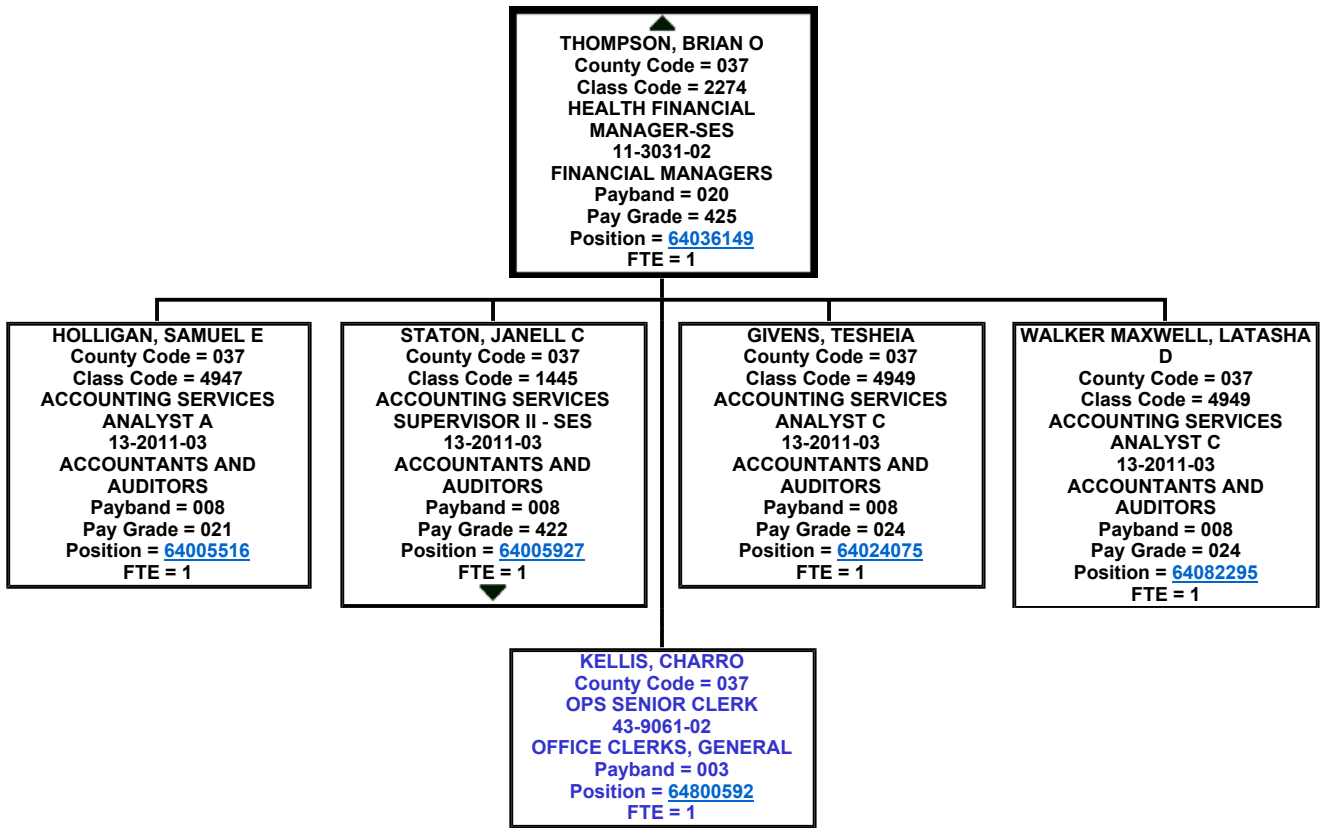 THOMPSON, BRIAN O
County Code = 037
Class Code = 2274
HEALTH FINANCIAL
MANAGER-SES
11-3031-02
FINANCIAL MANAGERS
Payband = 020
Pay Grade = 425
Position = 64036149
FTE = 1
HOLLIGAN, SAMUEL E
County Code = 037
Class Code = 4947
ACCOUNTING SERVICES
ANALYST A
13-2011-03
ACCOUNTANTS AND
AUDITORS
Payband = 008
Pay Grade = 021
Position = 64005516
FTE = 1
STATON, JANELL C
County Code = 037
Class Code = 1445
ACCOUNTING SERVICES
SUPERVISOR II - SES
13-2011-03
ACCOUNTANTS AND
AUDITORS
Payband = 008
Pay Grade = 422
Position = 64005927
FTE = 1
GIVENS, TESHEIA
County Code = 037
Class Code = 4949
ACCOUNTING SERVICES
ANALYST C
13-2011-03
ACCOUNTANTS AND
AUDITORS
Payband = 008
Pay Grade = 024
Position = 64024075
FTE = 1
WALKER MAXWELL, LATASHA
D
County Code = 037
Class Code = 4949
ACCOUNTING SERVICES
ANALYST C
13-2011-03
ACCOUNTANTS AND
AUDITORS
Payband = 008
Pay Grade = 024
Position = 64082295
FTE = 1
KELLIS, CHARRO
County Code = 037
OPS SENIOR CLERK
43-9061-02
OFFICE CLERKS, GENERAL
Payband = 003
Position = 64800592
FTE = 1